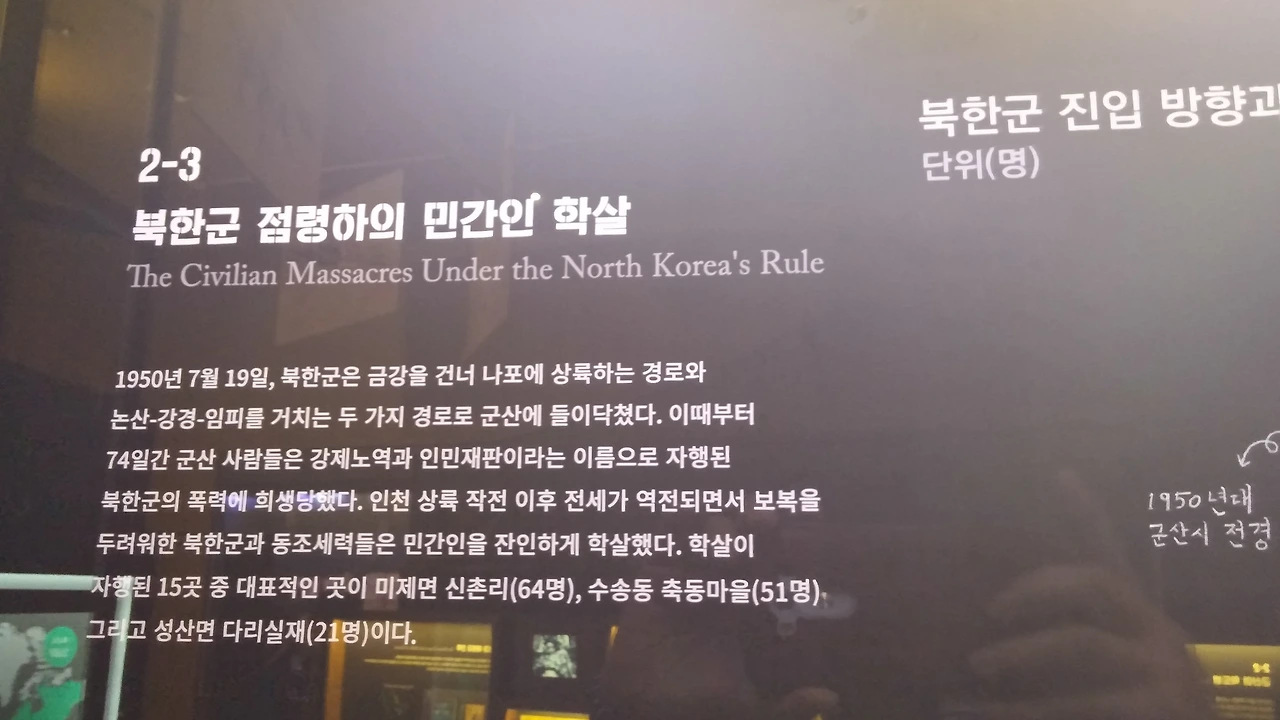 2-3
북한군 점령하의 민간인 학살
The Civilian Massacres Under the North Korea's Rule
1950년 7월 19일, 북한군은 금강을 건너 나포에 상륙하는 경로와
논산-강경-임피를 거치는 두 가지 경로로 군산에 들이닥쳤다. 이때부터
74일간 군산 사람들은 강제노역과 인민재판이라는 이름으로 자행된
북한군의 폭력에 희생당했다. 인천 상륙 작전 이후 전세가 역전되면서 보복을
두려워한 북한군과 동조세력들은 민간인을 잔인하게 학살했다. 학살이
자행된 15곳 중 대표적인 곳이 미제면 신촌리(64명), 수송동 축동마을(51명),
그리고 성산면 다리실재(21명)이다.
북한군 진입 방향과
단위(명)
1950년대
군산시 전경